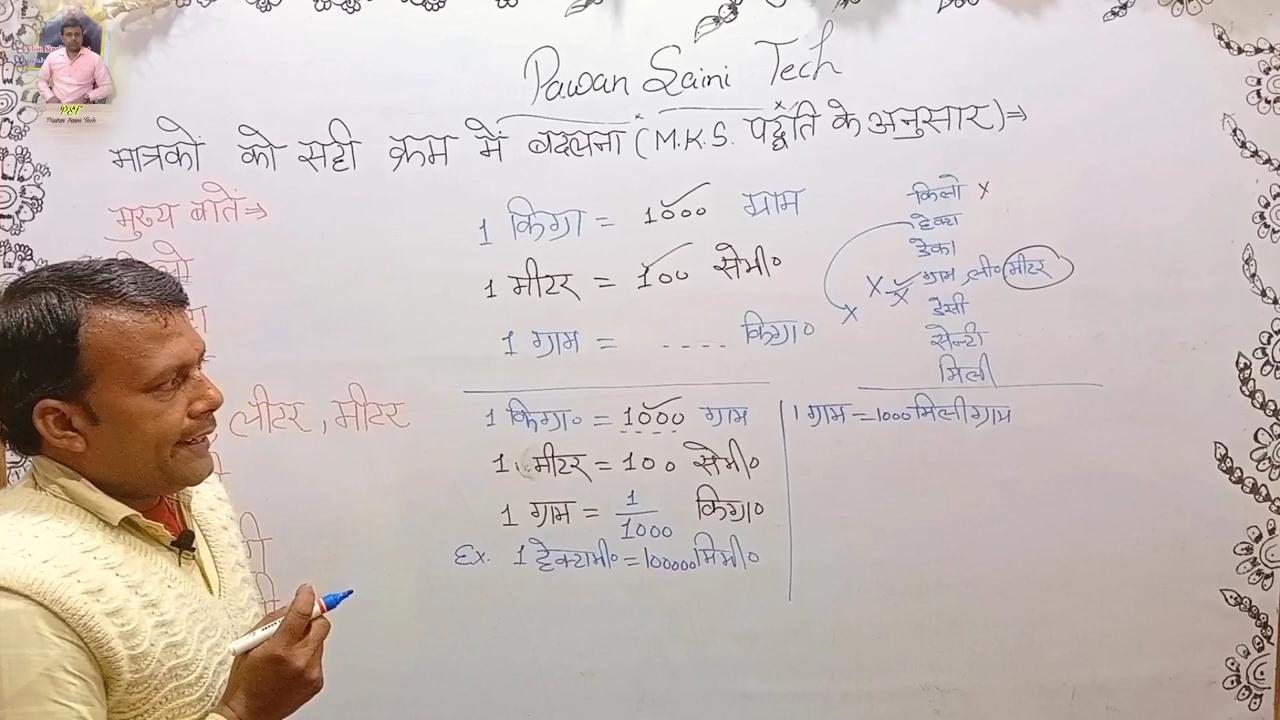 Pawan Saini Tech
मात्रकों को सही क्रम में बदलना (M.K.S. पद्धति के अनुसार)⇒
मुख्य बातें⇒
1 किग्रा = 1000 ग्राम
1 मीटर = 100 सेमी०
1 ग्राम = .... किग्रा०
किलो x
हेक्टा
डेका
ग्राम, ली० मीटर
डेसी
सेन्टी
मिली
लीटर, मीटर
1 किग्रा० = 1000 ग्राम
1 मीटर = 100 सेमी०
1 ग्राम = 1/1000 किग्रा०
Ex. 1 हेक्टामी० = 100000 मिमी०
1 ग्राम = 1000 मिलीग्राम
PST
Pawan Saini Tech